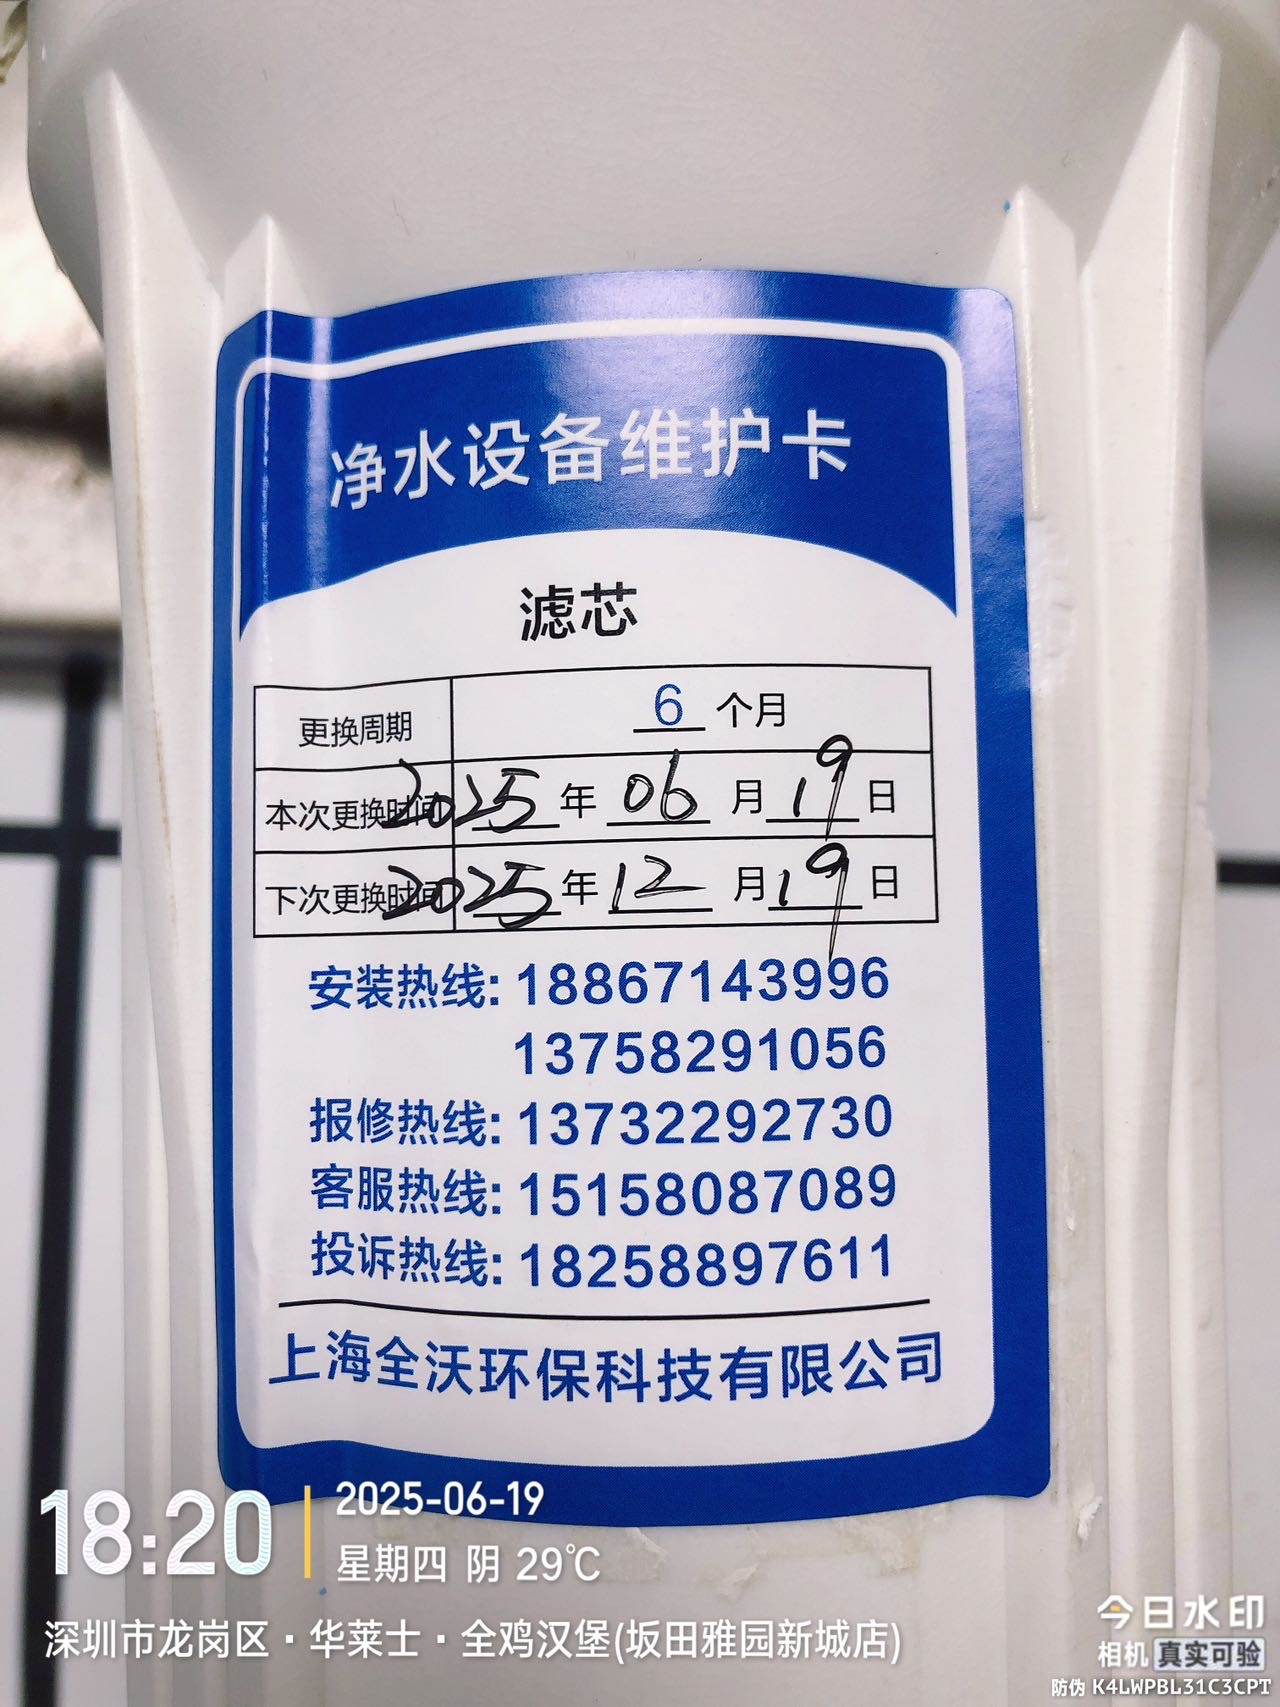 净水设备维护卡
滤芯
更换周期 6 个月
本次更换时间 2025 年 06 月 19 日
下次更换时间 2025 年 12 月 19 日
安装热线: 18867143996
13758291056
报修热线: 13732292730
客服热线: 15158087089
投诉热线: 18258897611
上海全沃环保科技有限公司
18:20
2025-06-19
星期四 阴 29℃
深圳市龙岗区·华莱士·全鸡汉堡(坂田雅园新城店)
今日水印
相机 真实可验
防伪 K4LWPBL31C3CPT